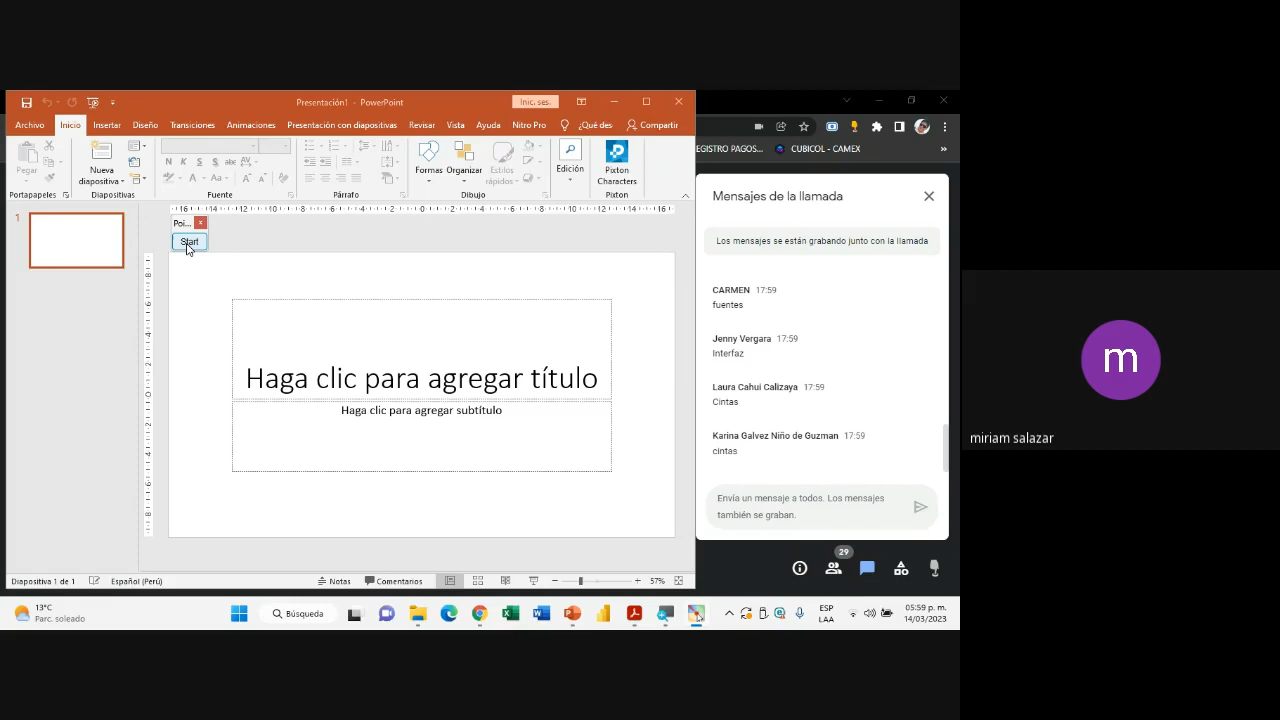 Presentación1 - PowerPoint
Inic. ses.
Archivo Inicio Insertar Diseño Transiciones Animaciones Presentación con diapositivas Revisar Vista Ayuda Nitro Pro ¿Qué des Compartir
Pegar
Nueva
diapositiva
N K S S abc AV
A Aa A A
Formas
Organizar
Estilos
rápidos
Edición
Pixton
Characters
Portapapeles
Diapositivas
Fuente
Párrafo
Dibujo
Pixton
REGISTRO PAGOS...
CUBICOL - CAMEX
»
1
Poi...
Start
Haga clic para agregar título
Haga clic para agregar subtítulo
Diapositiva 1 de 1
Español (Perú)
Notas
Comentarios
57%
Mensajes de la llamada
Los mensajes se están grabando junto con la llamada
CARMEN 17:59
fuentes
Jenny Vergara 17:59
Interfaz
Laura Cahui Calizaya 17:59
Cintas
Karina Galvez Niño de Guzman 17:59
cintas
Envía un mensaje a todos. Los mensajes
también se graban.
29
m
miriam salazar
13°C
Parc. soleado
Búsqueda
ESP
LAA
05:59 p. m.
14/03/2023